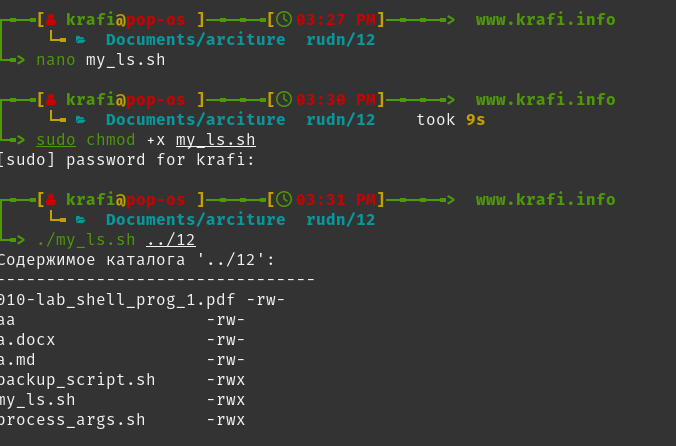 [ krafi@pop-os ]—[ 03:27 PM]—> www.krafi.info
Documents/arciture rudn/12
> nano my_ls.sh
[ krafi@pop-os ]—[ 03:30 PM]—> www.krafi.info
Documents/arciture rudn/12 took 9s
> sudo chmod +x my_ls.sh
[sudo] password for krafi:
[ krafi@pop-os ]—[ 03:31 PM]—> www.krafi.info
Documents/arciture rudn/12
> ./my_ls.sh ../12
Содержимое каталога '../12':
--------------------------------
010-lab_shell_prog_1.pdf -rw-
aa -rw-
a.docx -rw-
a.md -rw-
backup_script.sh -rwx
my_ls.sh -rwx
process_args.sh -rwx